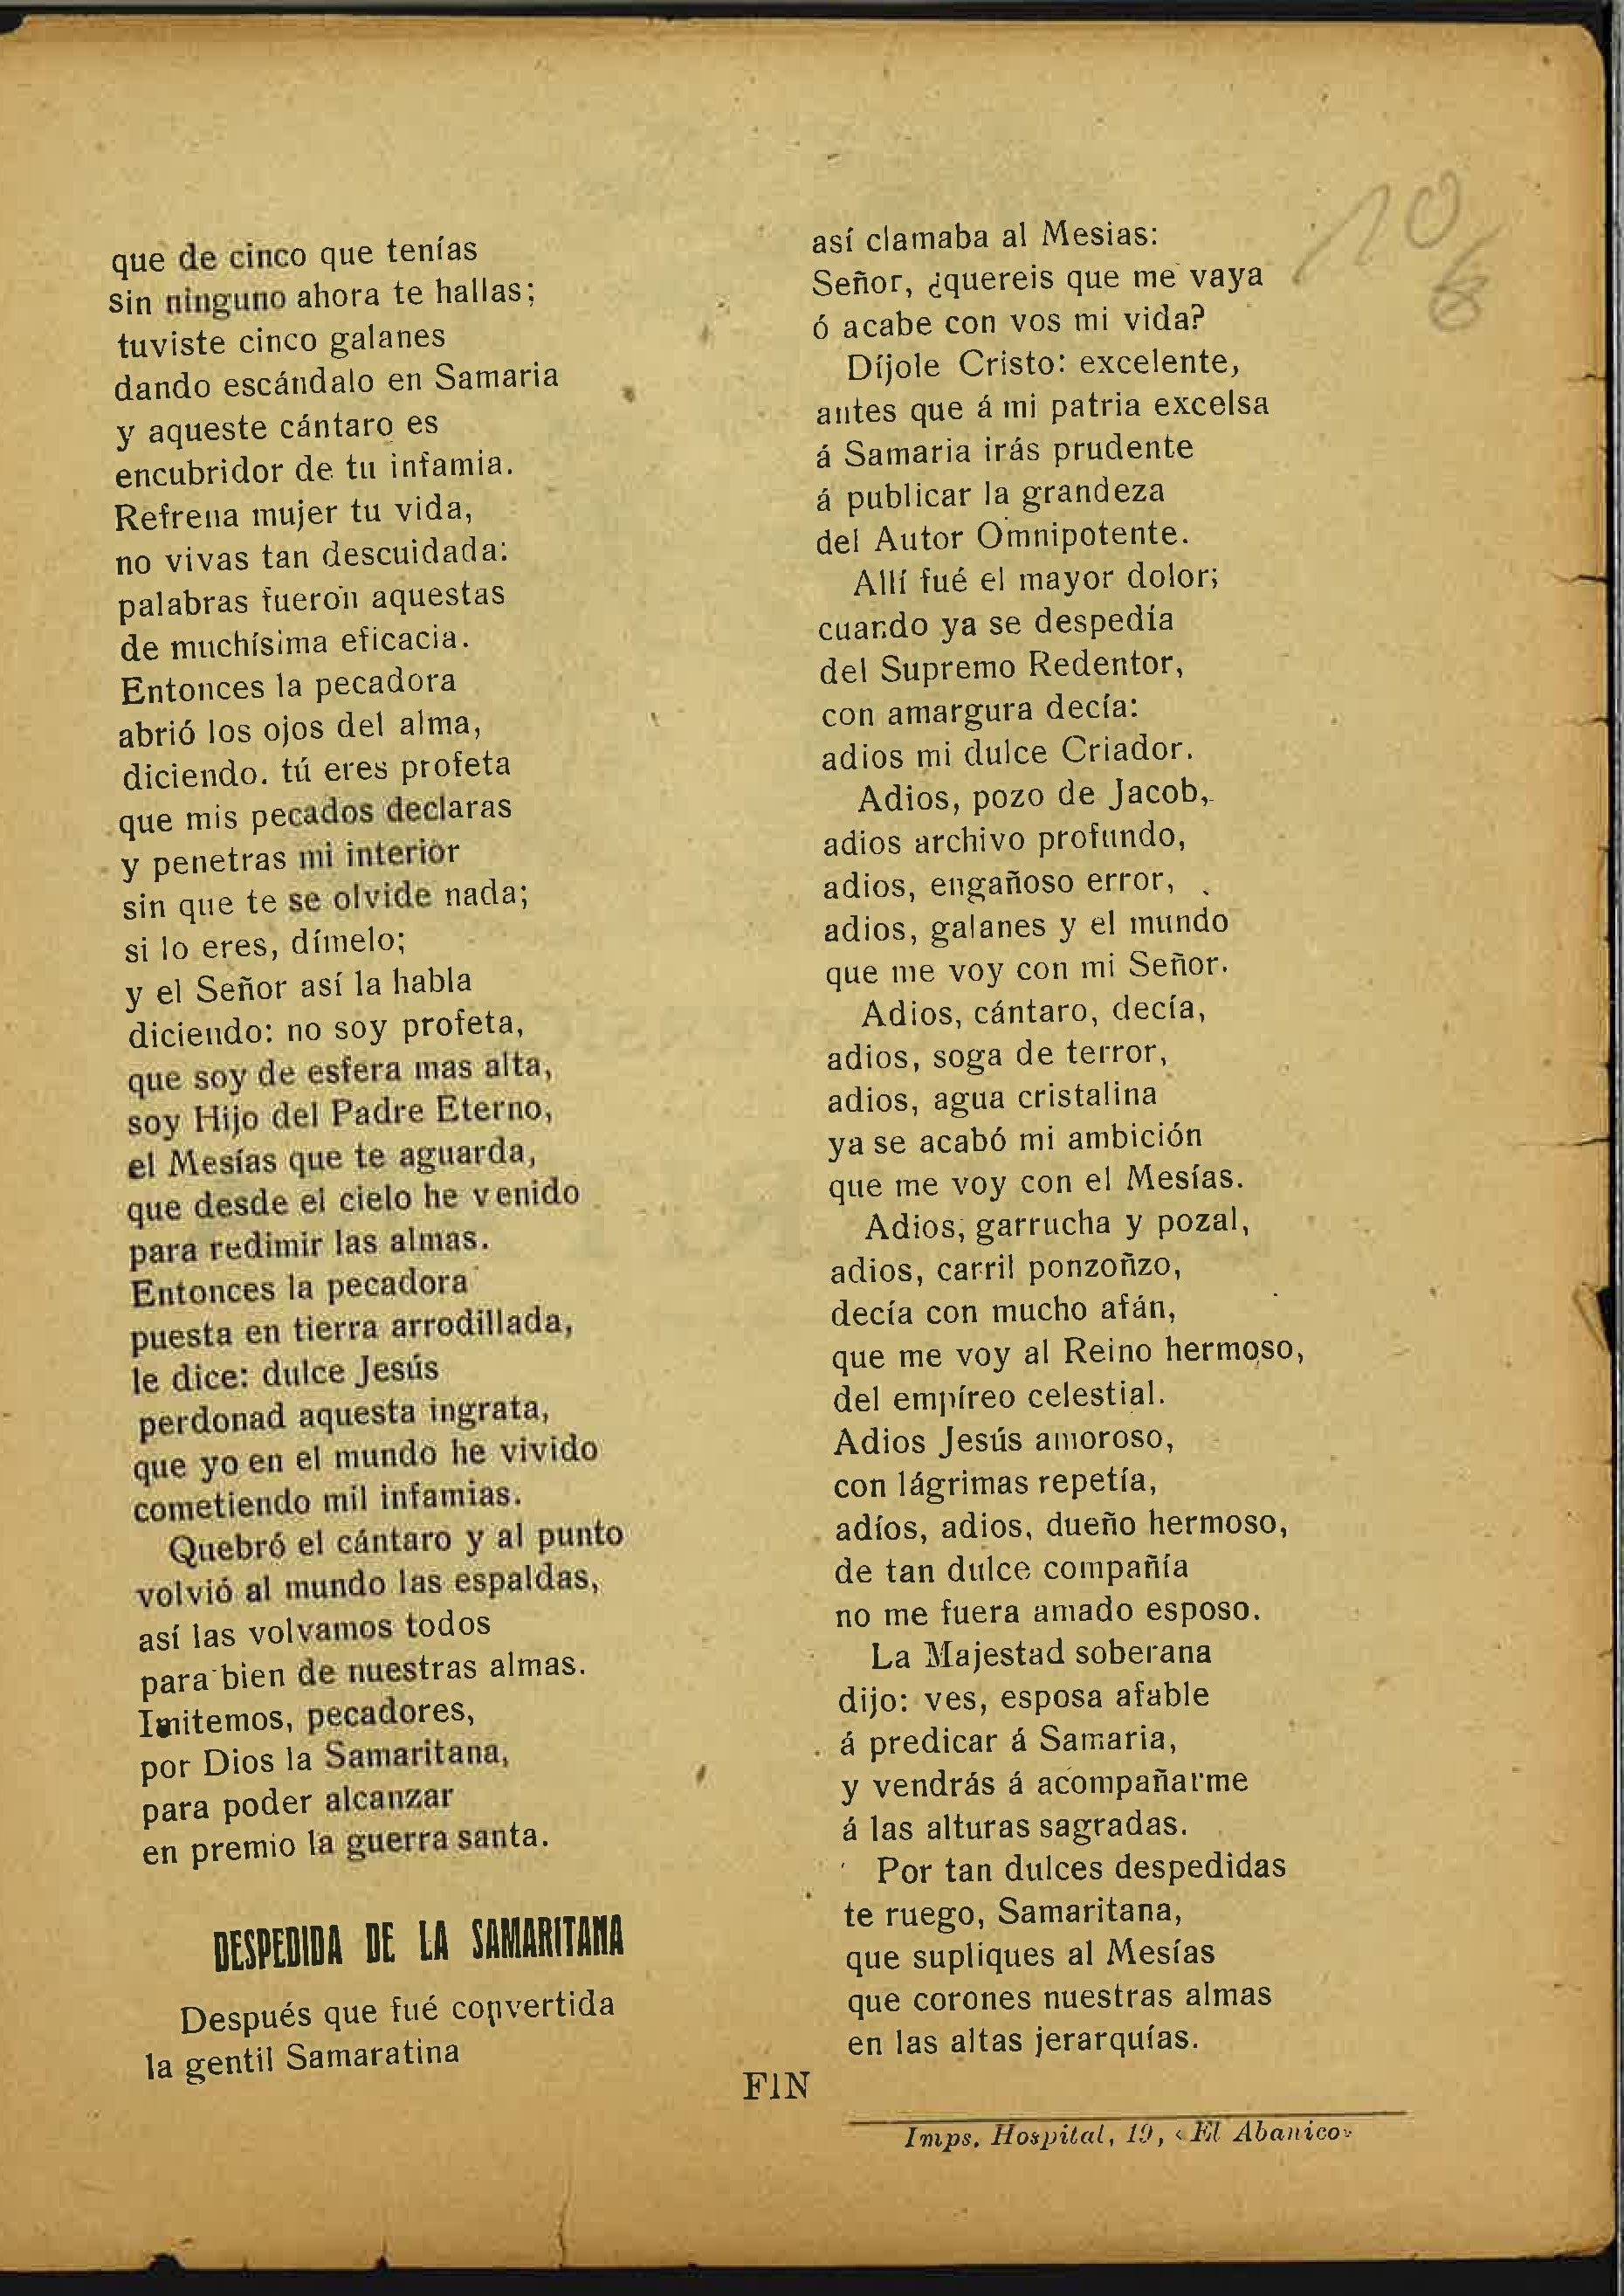 que de cinco que tenías
sin ninguno ahora te hallas;
tuviste cinco galanes
dando escándalo en Samaria
y aqueste cántaro es
encubridor de tu infamia.
Refrena mujer tu vida,
no vivas tan descuidada:
palabras fueron aquestas
de muchísima eficacia.
Entonces la pecadora
abrió los ojos del alma,
diciendo. tú eres profeta
que mis pecados declaras
y penetras mi interior
sin que te se olvide nada;
si lo eres, dímelo;
y el Señor así la habla
diciendo: no soy profeta,
que soy de esfera mas alta,
soy Hijo del Padre Eterno,
el Mesías que te aguarda,
que desde el cielo he venido
para redimir las almas.
Entonces la pecadora
puesta en tierra arrodillada,
le dice: dulce Jesús
perdonad aquesta ingrata,
que yo en el mundo he vivido
cometiendo mil infamias.
Quebró el cántaro y al punto
volvió al mundo las espaldas,
así las volvamos todos
para bien de nuestras almas.
Imitemos, pecadores,
por Dios la Samaritana,
para poder alcanzar
en premio la guerra santa.
DESPEDIDA DE LA SAMARITANA
Después que fué convertida
la gentil Samaratina
así clamaba al Mesias:
Señor, ¿quereis que me vaya
ó acabe con vos mi vida?
Díjole Cristo: excelente,
antes que á mi patria excelsa
á Samaria irás prudente
á publicar la grandeza
del Autor Omnipotente.
Allí fué el mayor dolor;
cuando ya se despedía
del Supremo Redentor,
con amargura decía:
adios mi dulce Criador.
Adios, pozo de Jacob,
adios archivo profundo,
adios, engañoso error,
adios, galanes y el mundo
que me voy con mi Señor.
Adios, cántaro, decía,
adios, soga de terror,
adios, agua cristalina
ya se acabó mi ambición
que me voy con el Mesías.
Adios, garrucha y pozal,
adios, carril ponzoñzo,
decía con mucho afán,
que me voy al Reino hermoso,
del empíreo celestial.
Adios Jesús amoroso,
con lágrimas repetía,
adíos, adios, dueño hermoso,
de tan dulce compañía
no me fuera amado esposo.
La Majestad soberana
dijo: ves, esposa afable
á predicar á Samaria,
y vendrás á acompañarme
á las alturas sagradas.
Por tan dulces despedidas
te ruego, Samaritana,
que supliques al Mesías
que corones nuestras almas
en las altas jerarquías.
FIN
Imps. Hospital, 19, «El Abanico»